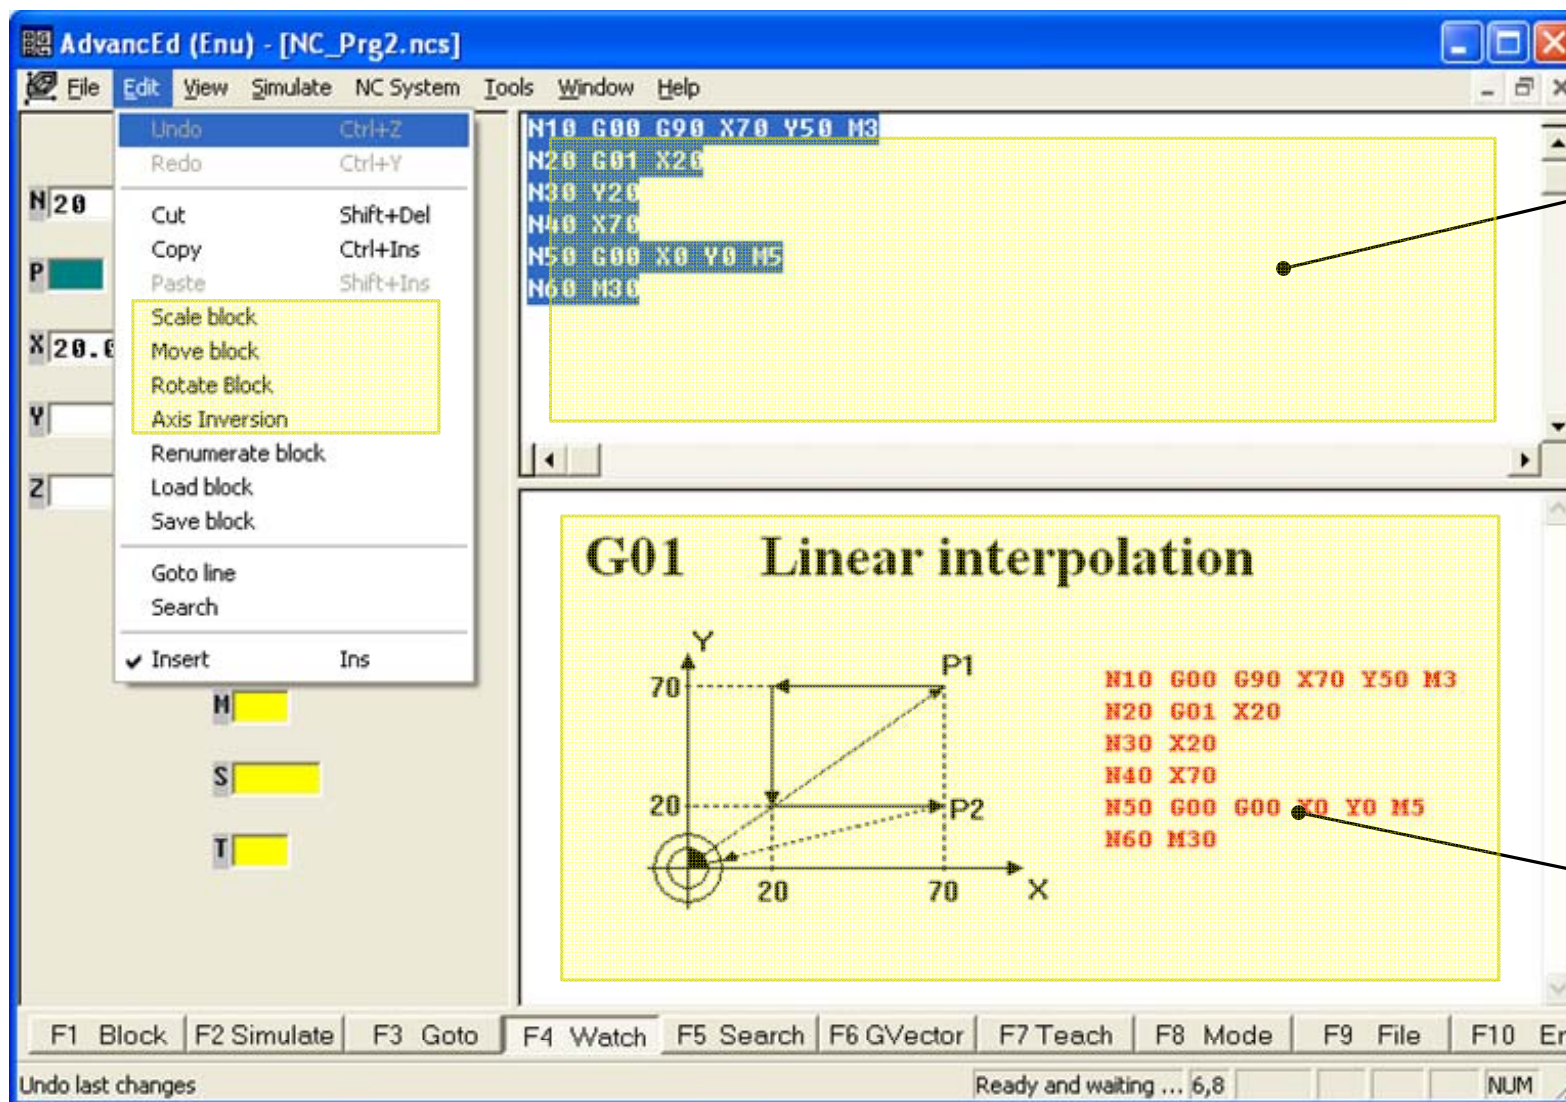 AdvancEd (Enu) - [NC_Prg2.ncs]
File Edit View Simulate NC System Tools Window Help
Undo Ctrl+Z
Redo Ctrl+Y
Cut Shift+Del
Copy Ctrl+Ins
Paste Shift+Ins
Scale block
Move block
Rotate Block
Axis Inversion
Renumerate block
Load block
Save block
Goto line
Search
Insert Ins
N 20
P
X 20.0
Y
Z
M
S
T
N10 G00 G90 X70 Y50 M3
N20 G01 X20
N30 Y20
N40 X70
N50 G00 X0 Y0 M5
N60 M30
G01 Linear interpolation
Y
70
P1
20
P2
20 70 X
N10 G00 G90 X70 Y50 M3
N20 G01 X20
N30 X20
N40 X70
N50 G00 G00 X0 Y0 M5
N60 M30
F1 Block F2 Simulate F3 Goto F4 Watch F5 Search F6 GVector F7 Teach F8 Mode F9 File F10
Undo last changes Ready and waiting ... 6,8 NUM